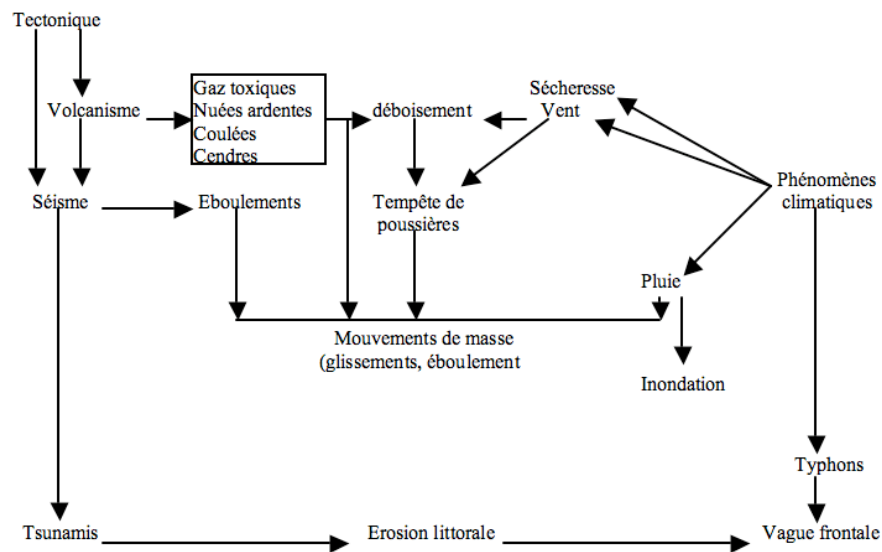 Tectonique
Volcanisme
Gaz toxiques
Nuées ardentes
Coulées
Cendres
déboisement
Sécheresse
Vent
Séisme
Eboulements
Tempête de
poussières
Phénomènes
climatiques
Pluie
Mouvements de masse
(glissements, éboulement
Inondation
Typhons
Tsunamis
Erosion littorale
Vague frontale